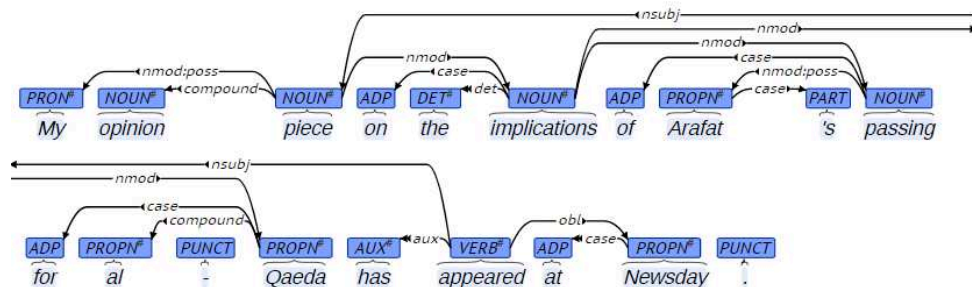 nsubj
nmod
nmod nmod
nmod:poss case case nmod:poss
compound det case
PRON# NOUN# NOUN# ADP DET# NOUN# ADP PROPN# PART NOUN#
My opinion piece on the implications of Arafat 's passing
nsubj
nmod
case obl
compound aux case
ADP PROPN# PUNCT PROPN# AUX# VERB# ADP PROPN# PUNCT
for al - Qaeda has appeared at Newsday .